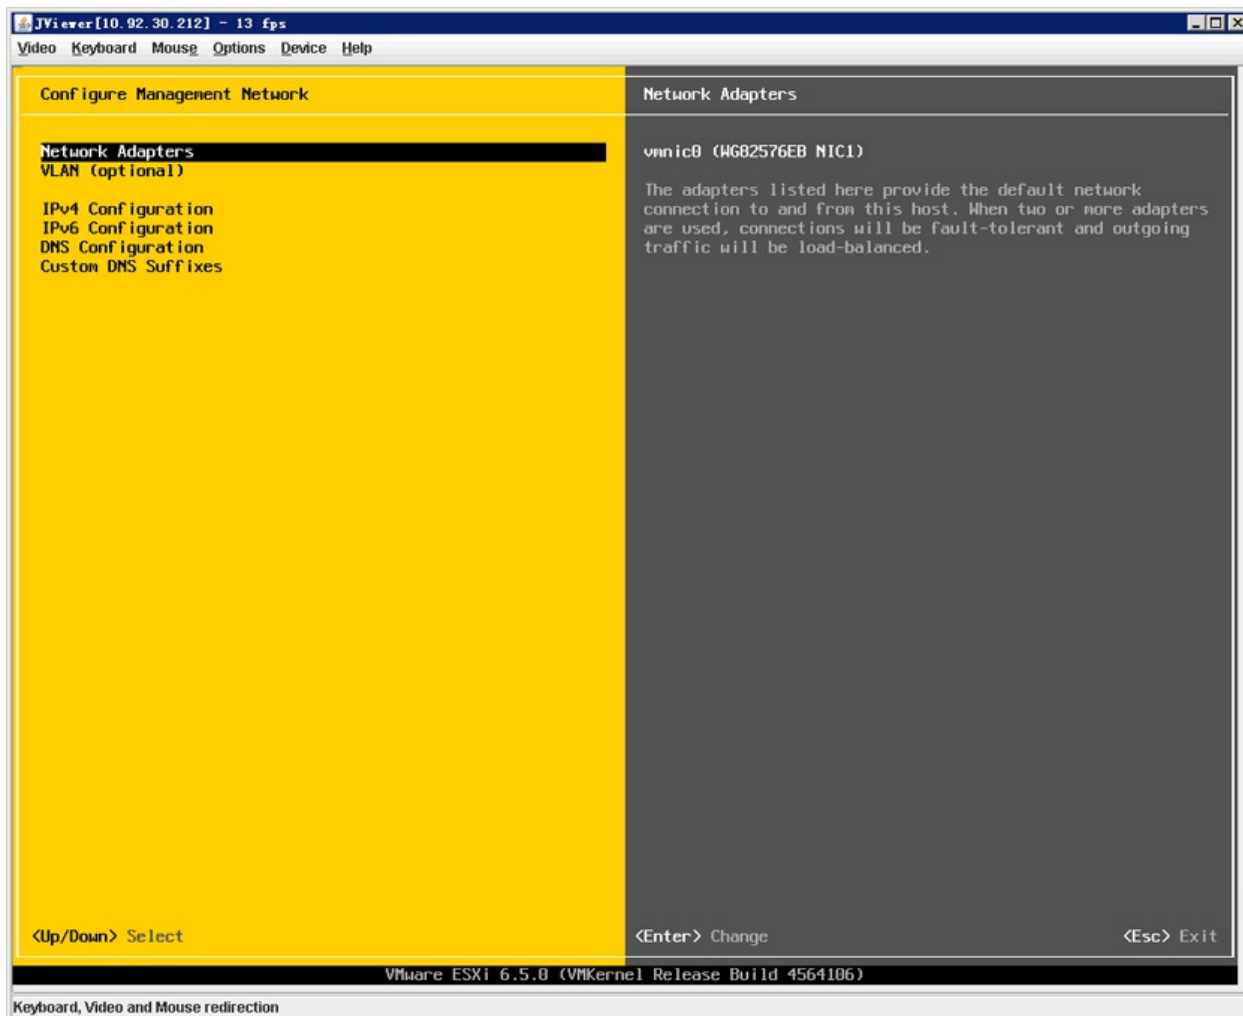 JViewer[10.92.30.212] - 13 fps
Video Keyboard Mouse Options Device Help
Configure Management Network
Network Adapters
VLAN (optional)
IPv4 Configuration
IPv6 Configuration
DNS Configuration
Custom DNS Suffixes
<Up/Down> Select
Network Adapters
vmnic0 (WG82576EB NIC1)
The adapters listed here provide the default network
connection to and from this host. When two or more adapters
are used, connections will be fault-tolerant and outgoing
traffic will be load-balanced.
<Enter> Change
<Esc> Exit
VMware ESXi 6.5.0 (VMKernel Release Build 4564106)
Keyboard, Video and Mouse redirection